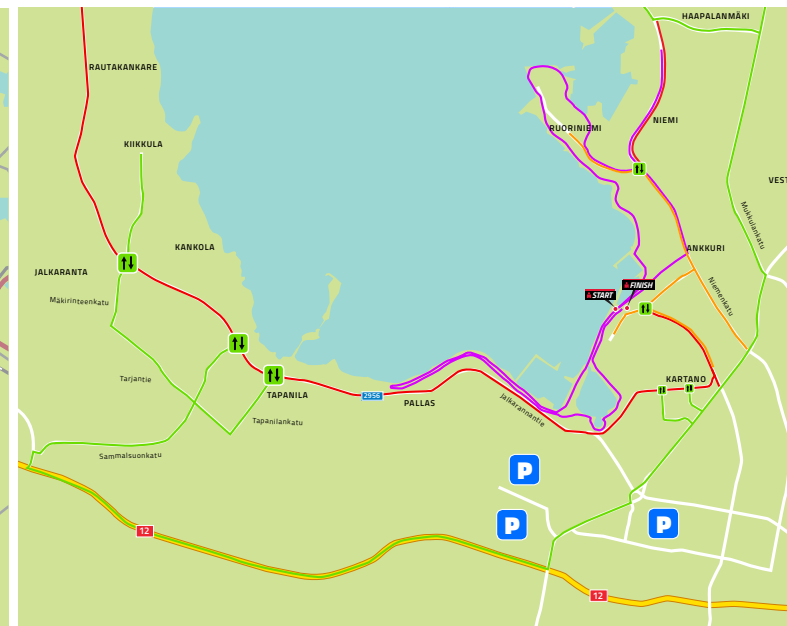 HAAPALANMÄKI
RAUTAKANKARE
NIEMI
RUORINIEMI
KIIKKULA
VEST
Mukkulankatu
KANKOLA
ANKKURI
JALKARANTA
Niemenkatu
FINISH
START
Mäkirinteenkatu
Tarjantie
KARTANO
TAPANILA
2956
PALLAS
Jalkarannantie
Tapanilankatu
Sammalsuonkatu
P
P
P
12
12